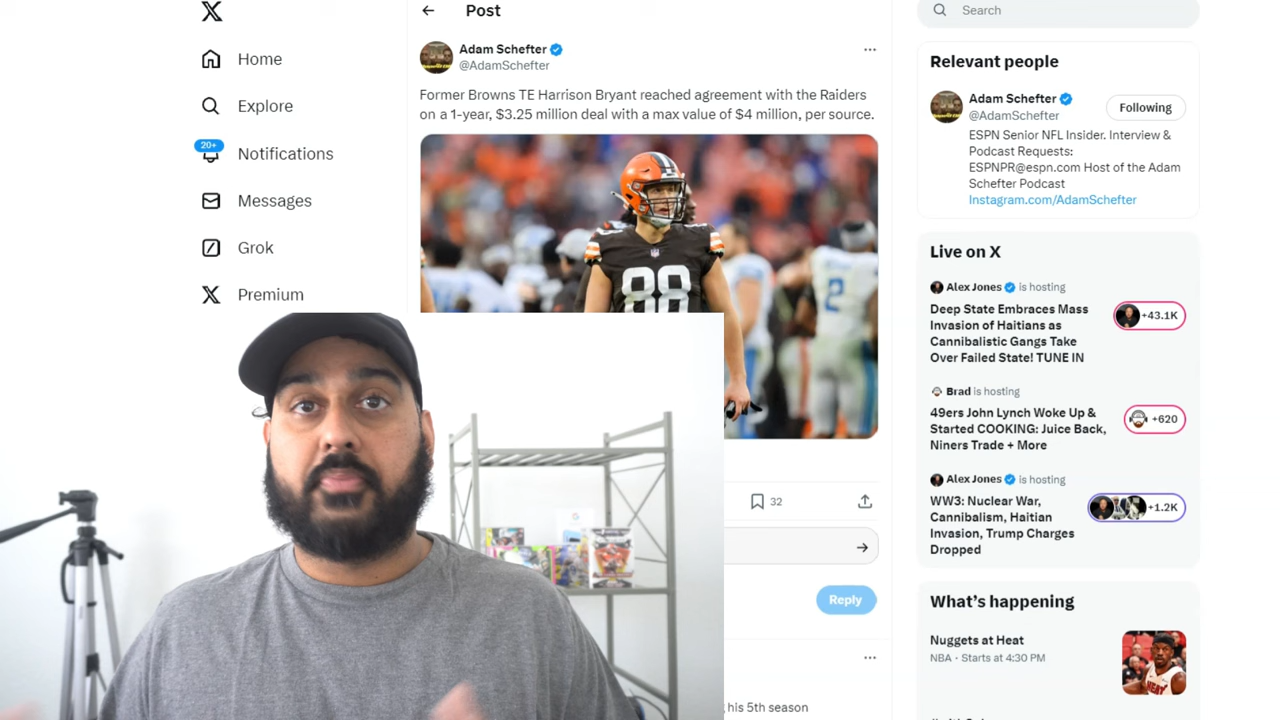 Home
Explore
20+
Notifications
Messages
Grok
Premium
Post
Adam Schefter
@AdamSchefter
Former Browns TE Harrison Bryant reached agreement with the Raiders
on a 1-year, $3.25 million deal with a max value of $4 million, per source.
88
2
32
Reply
his 5th season
Search
Relevant people
Adam Schefter
@AdamSchefter
Following
ESPN Senior NFL Insider. Interview &
Podcast Requests:
ESPNPR@espn.com Host of the Adam
Schefter Podcast
Instagram.com/AdamSchefter
Live on X
Alex Jones is hosting
Deep State Embraces Mass
Invasion of Haitians as
Cannibalistic Gangs Take
Over Failed State! TUNE IN
+43.1K
Brad is hosting
49ers John Lynch Woke Up &
Started COOKING: Juice Back,
Niners Trade + More
+620
Alex Jones is hosting
WW3: Nuclear War,
Cannibalism, Haitian
Invasion, Trump Charges
Dropped
+1.2K
What's happening
Nuggets at Heat
NBA · Starts at 4:30 PM
HEAT